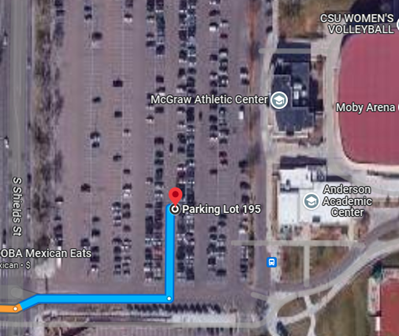 CSU WOMEN'S
VOLLEYBALL
McGraw Athletic Center
Moby Arena
S Shields St
Parking Lot 195
Anderson
Academic
Center
OBA Mexican Eats
xican • $